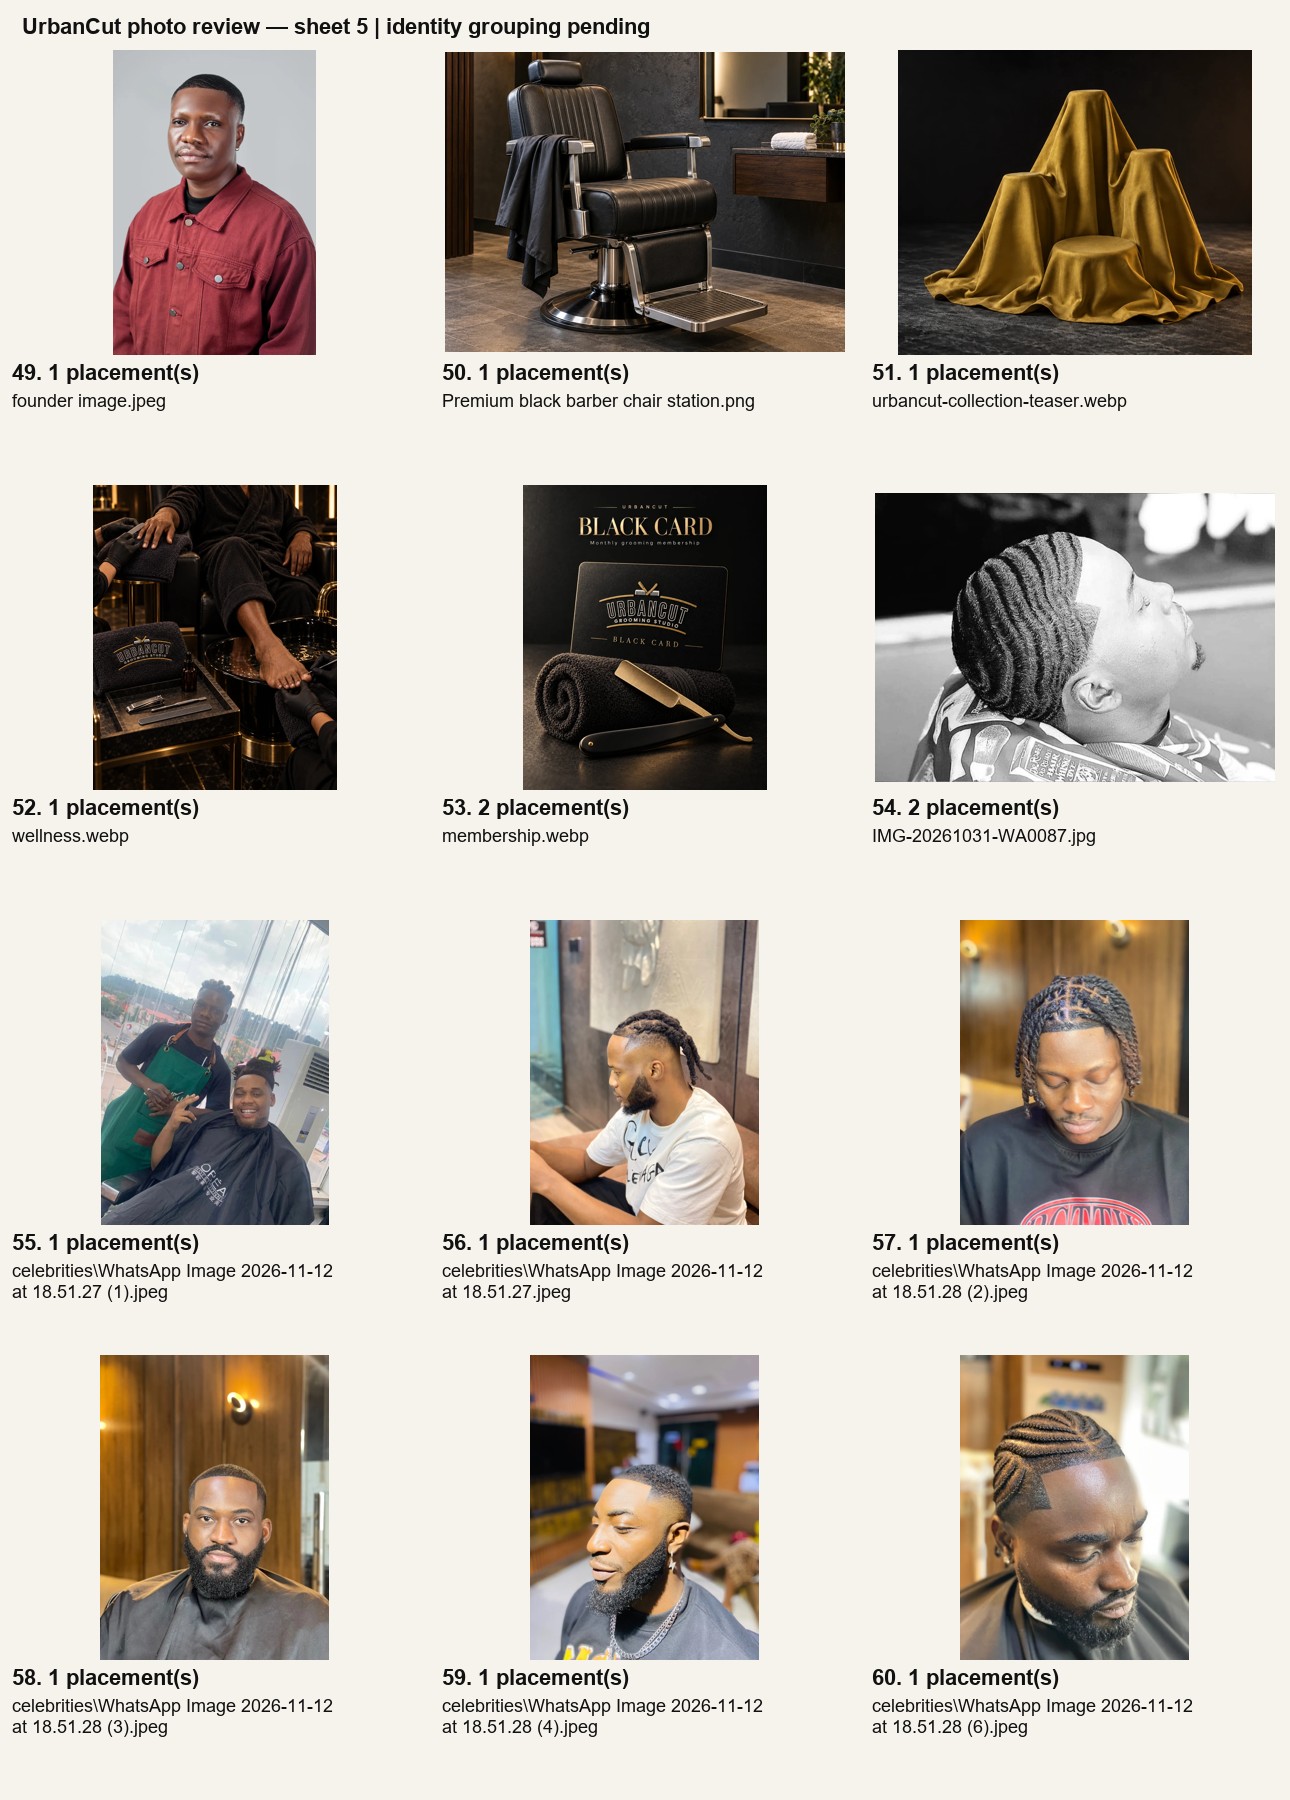 UrbanCut photo review — sheet 5 | identity grouping pending
49. 1 placement(s)
founder image.jpeg
50. 1 placement(s)
Premium black barber chair station.png
51. 1 placement(s)
urbancut-collection-teaser.webp
URBANCUT
GROOMING STUDIO
52. 1 placement(s)
wellness.webp
URBANCUT
BLACK CARD
Monthly grooming membership
URBANCUT
GROOMING STUDIO
BLACK CARD
53. 2 placement(s)
membership.webp
54. 2 placement(s)
IMG-20261031-WA0087.jpg
55. 1 placement(s)
celebrities\WhatsApp Image 2026-11-12
at 18.51.27 (1).jpeg
56. 1 placement(s)
celebrities\WhatsApp Image 2026-11-12
at 18.51.27.jpeg
57. 1 placement(s)
celebrities\WhatsApp Image 2026-11-12
at 18.51.28 (2).jpeg
58. 1 placement(s)
celebrities\WhatsApp Image 2026-11-12
at 18.51.28 (3).jpeg
59. 1 placement(s)
celebrities\WhatsApp Image 2026-11-12
at 18.51.28 (4).jpeg
60. 1 placement(s)
celebrities\WhatsApp Image 2026-11-12
at 18.51.28 (6).jpeg